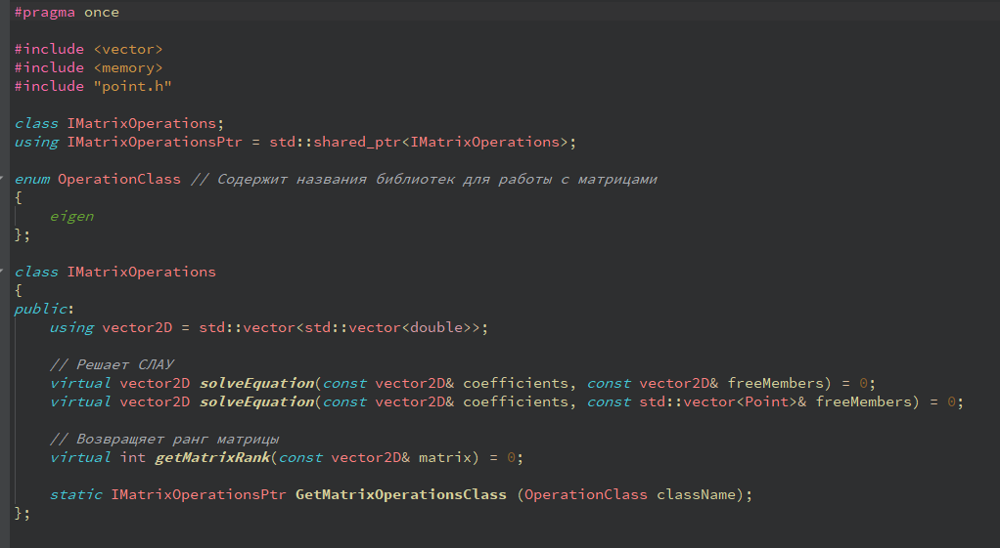 #pragma once
#include <vector>
#include <memory>
#include "point.h"
class IMatrixOperations;
using IMatrixOperationsPtr = std::shared_ptr<IMatrixOperations>;
enum OperationClass // Содержит названия библиотек для работы с матрицами
{
    eigen
};
class IMatrixOperations
{
public:
    using vector2D = std::vector<std::vector<double>>;
    // Решает СЛАУ
    virtual vector2D solveEquation(const vector2D& coefficients, const vector2D& freeMembers) = 0;
    virtual vector2D solveEquation(const vector2D& coefficients, const std::vector<Point>& freeMembers) = 0;
    // Возвращяет ранг матрицы
    virtual int getMatrixRank(const vector2D& matrix) = 0;
    static IMatrixOperationsPtr GetMatrixOperationsClass (OperationClass className);
};